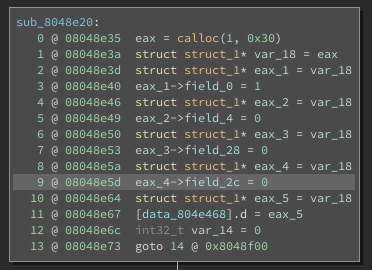 sub_8048e20:
0 @ 08048e35 eax = calloc(1, 0x30)
1 @ 08048e3a struct struct_1* var_18 = eax
2 @ 08048e3d struct struct_1* eax_1 = var_18
3 @ 08048e40 eax_1->field_0 = 1
4 @ 08048e46 struct struct_1* eax_2 = var_18
5 @ 08048e49 eax_2->field_4 = 0
6 @ 08048e50 struct struct_1* eax_3 = var_18
7 @ 08048e53 eax_3->field_28 = 0
8 @ 08048e5a struct struct_1* eax_4 = var_18
9 @ 08048e5d eax_4->field_2c = 0
10 @ 08048e64 struct struct_1* eax_5 = var_18
11 @ 08048e67 [data_804e468].d = eax_5
12 @ 08048e6c int32_t var_14 = 0
13 @ 08048e73 goto 14 @ 0x8048f00